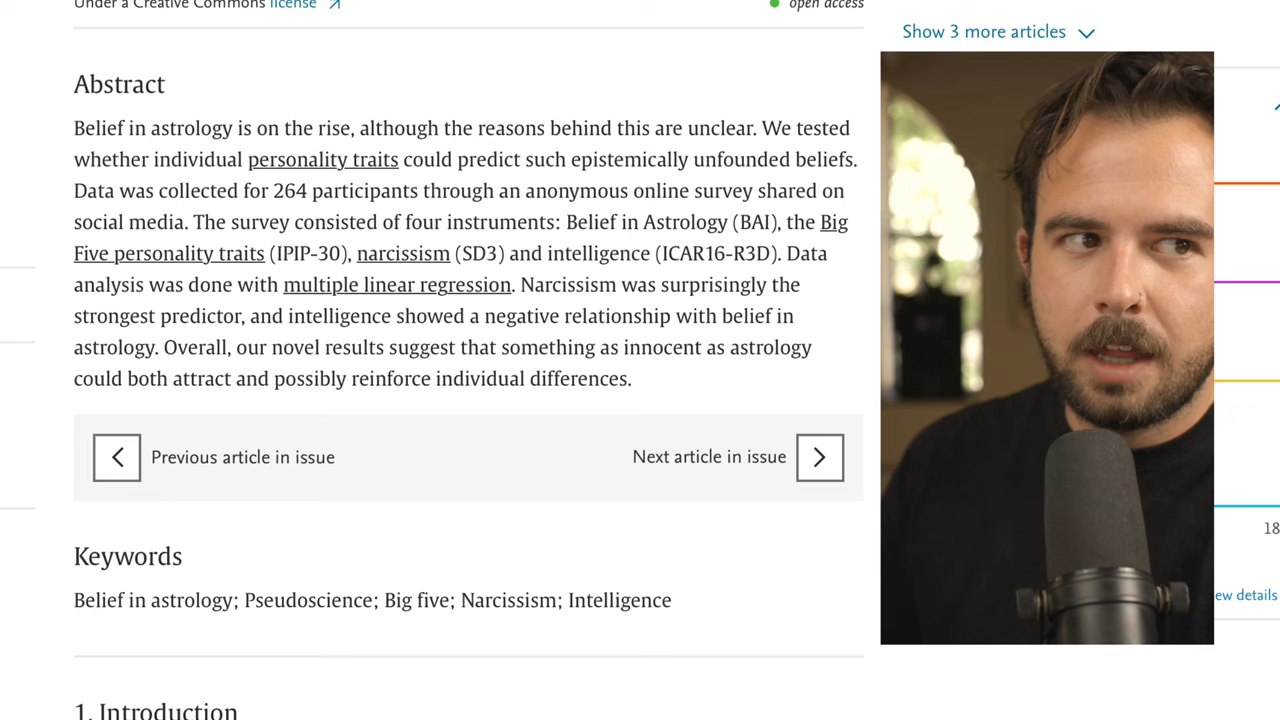 Under a Creative Commons license
open access
Show 3 more articles
Abstract
Belief in astrology is on the rise, although the reasons behind this are unclear. We tested
whether individual personality traits could predict such epistemically unfounded beliefs.
Data was collected for 264 participants through an anonymous online survey shared on
social media. The survey consisted of four instruments: Belief in Astrology (BAI), the Big
Five personality traits (IPIP-30), narcissism (SD3) and intelligence (ICAR16-R3D). Data
analysis was done with multiple linear regression. Narcissism was surprisingly the
strongest predictor, and intelligence showed a negative relationship with belief in
astrology. Overall, our novel results suggest that something as innocent as astrology
could both attract and possibly reinforce individual differences.
Previous article in issue
Next article in issue
18
ew details
Keywords
Belief in astrology; Pseudoscience; Big five; Narcissism; Intelligence
1. Introduction